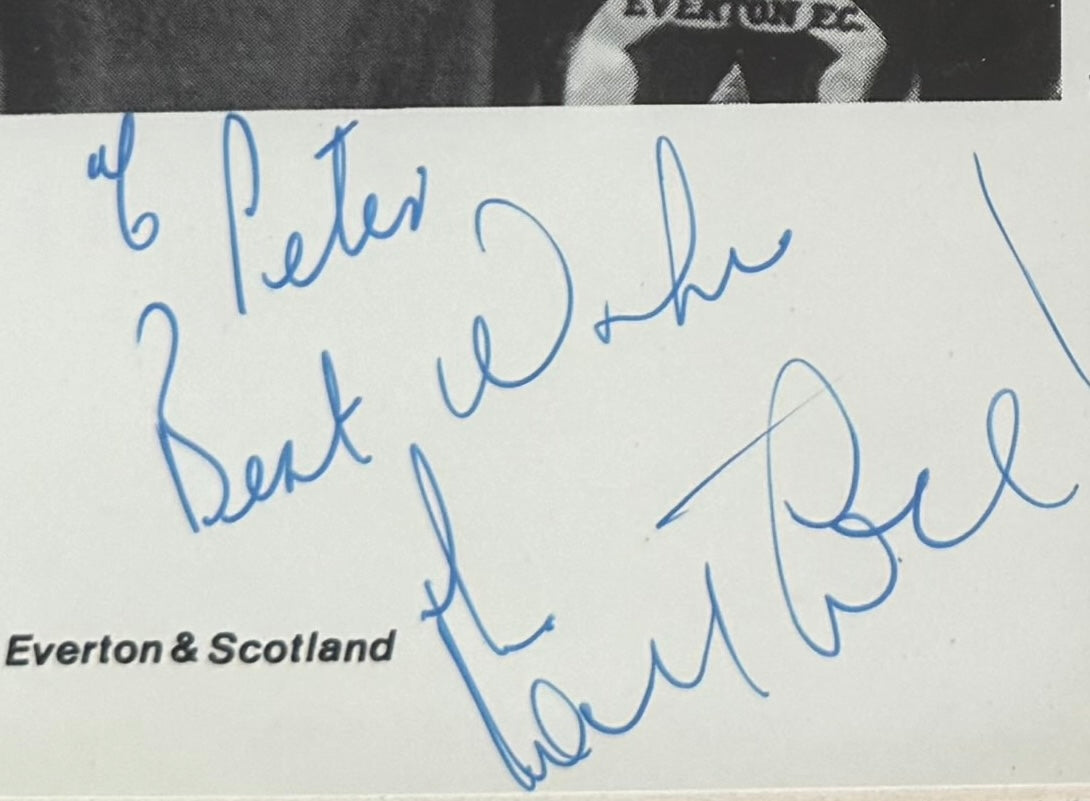 EVERTON F.C.
To Peter
Best Wishes
Everton & Scotland